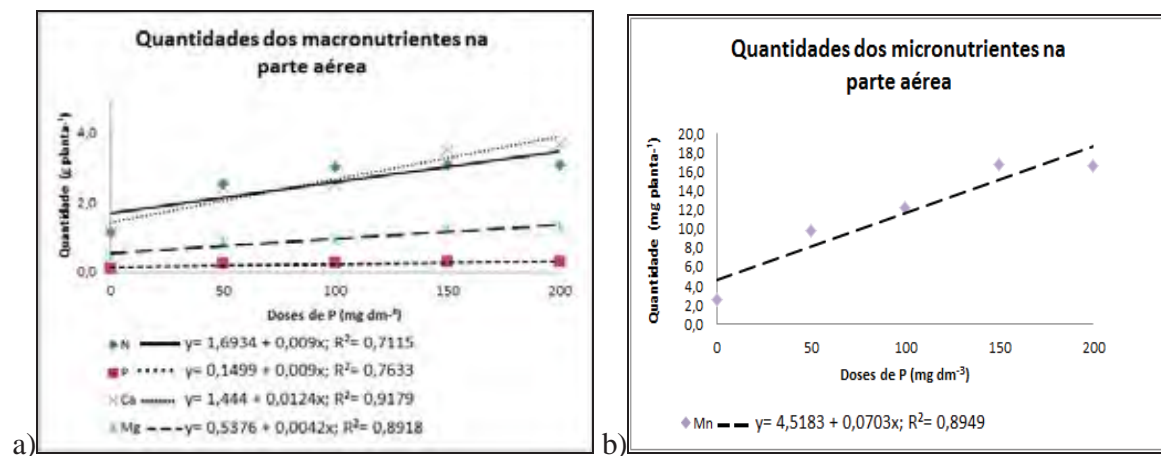 Quantidades dos macronutrientes na
parte aérea
Quantidade (g planta-¹)
4,0
2,0
0,0
0 50 100 150 200
Doses de P (mg dm-³)
N y= 1,6934 + 0,009x; R²= 0,7115
P y= 0,1499 + 0,009x; R²= 0,7633
Ca y= 1,444 + 0,0124x; R²= 0,9179
Mg y= 0,5376 + 0,0042x; R²= 0,8918
a)
Quantidades dos micronutrientes na
parte aérea
Quantidade (mg planta-¹)
20,0
18,0
16,0
14,0
12,0
10,0
8,0
6,0
4,0
2,0
0,0
0 50 100 150 200
Doses de P (mg dm-³)
Mn y= 4,5183 + 0,0703x; R²= 0,8949
b)